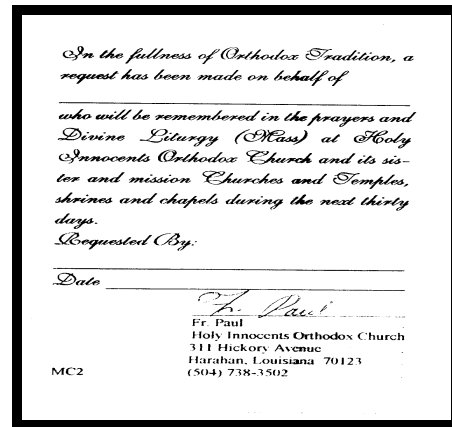 In the fullness of Orthodox Tradition, a
request has been made on behalf of
who will be remembered in the prayers and
Divine Liturgy (Mass) at Holy
Innocents Orthodox Church and its sis-
ter and mission Churches and Temples,
shrines and chapels during the next thirty
days.
Requested By:
Date
Fr. Paul
Fr. Paul
Holy Innocents Orthodox Church
311 Hickory Avenue
Harahan, Louisiana 70123
MC2 (504) 738-3502